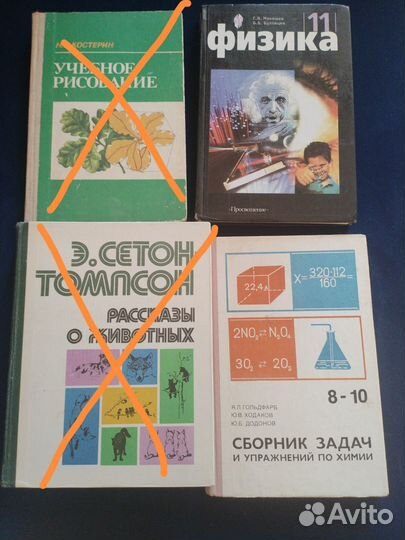 Н.П.КОСТЕРИН
УЧЕБНОЕ
РИСОВАНИЕ
Г.Я. Мякишев
Б.Б. Буховцев
физика
11
«Просвещение»
Э.СЕТОН
ТОМПСОН
РАССКАЗЫ
О ЖИВОТНЫХ
22,4
X= 320·112/160
2NO₂ ⇄ N₂O₄
3O₂ ⇄ 2O₃
8-10
Я.Л.ГОЛЬДФАРБ
Ю.В. ХОДАКОВ
Ю.Б. ДОДОНОВ
СБОРНИК ЗАДАЧ
И УПРАЖНЕНИЙ ПО ХИМИИ
Avito